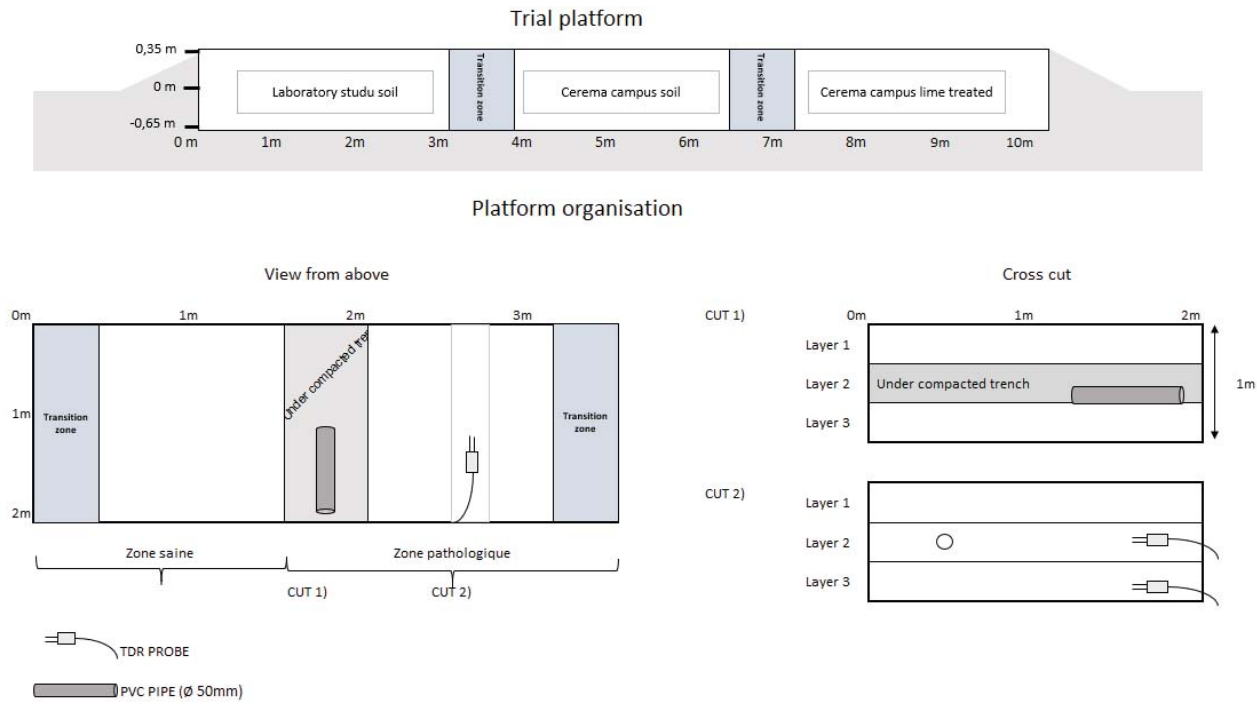 Trial platform
0,35 m
0 m
-0,65 m
Laboratory studu soil
Transition zone
Cerema campus soil
Transition zone
Cerema campus lime treated
0 m 1m 2m 3m 4m 5m 6m 7m 8m 9m 10m
Platform organisation
View from above
0m 1m 2m 3m
1m
2m
Transition
zone
Under compacted tren
Transition
zone
Zone saine
Zone pathologique
CUT 1)
CUT 2)
TDR PROBE
PVC PIPE (Ø 50mm)
Cross cut
CUT 1)
0m 1m 2m
Layer 1
Layer 2
Under compacted trench
Layer 3
1m
CUT 2)
Layer 1
Layer 2
Layer 3